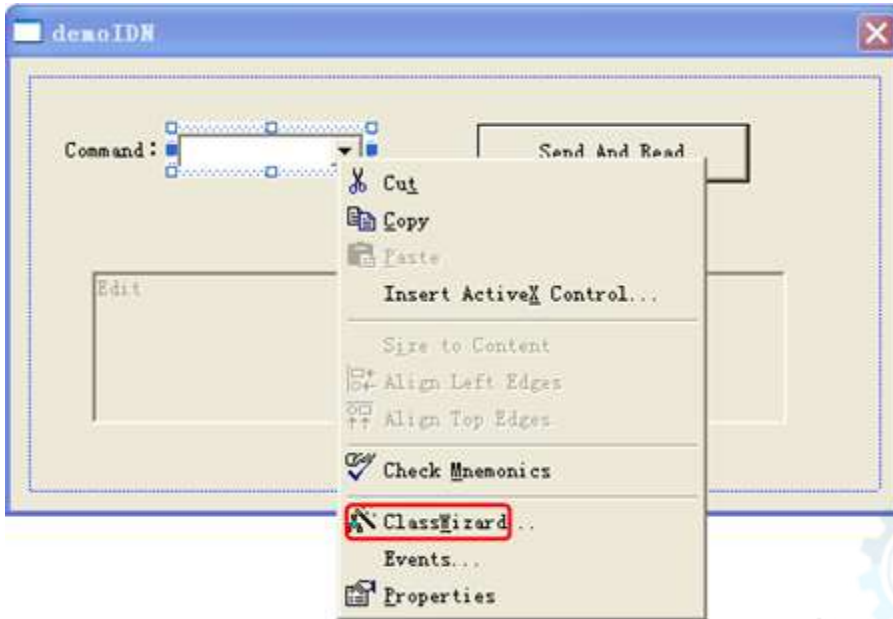 demoIDN
Command:
Send And Read
Edit
Cut
Copy
Paste
Insert ActiveX Control...
Size to Content
Align Left Edges
Align Top Edges
Check Mnemonics
ClassWizard...
Events...
Properties